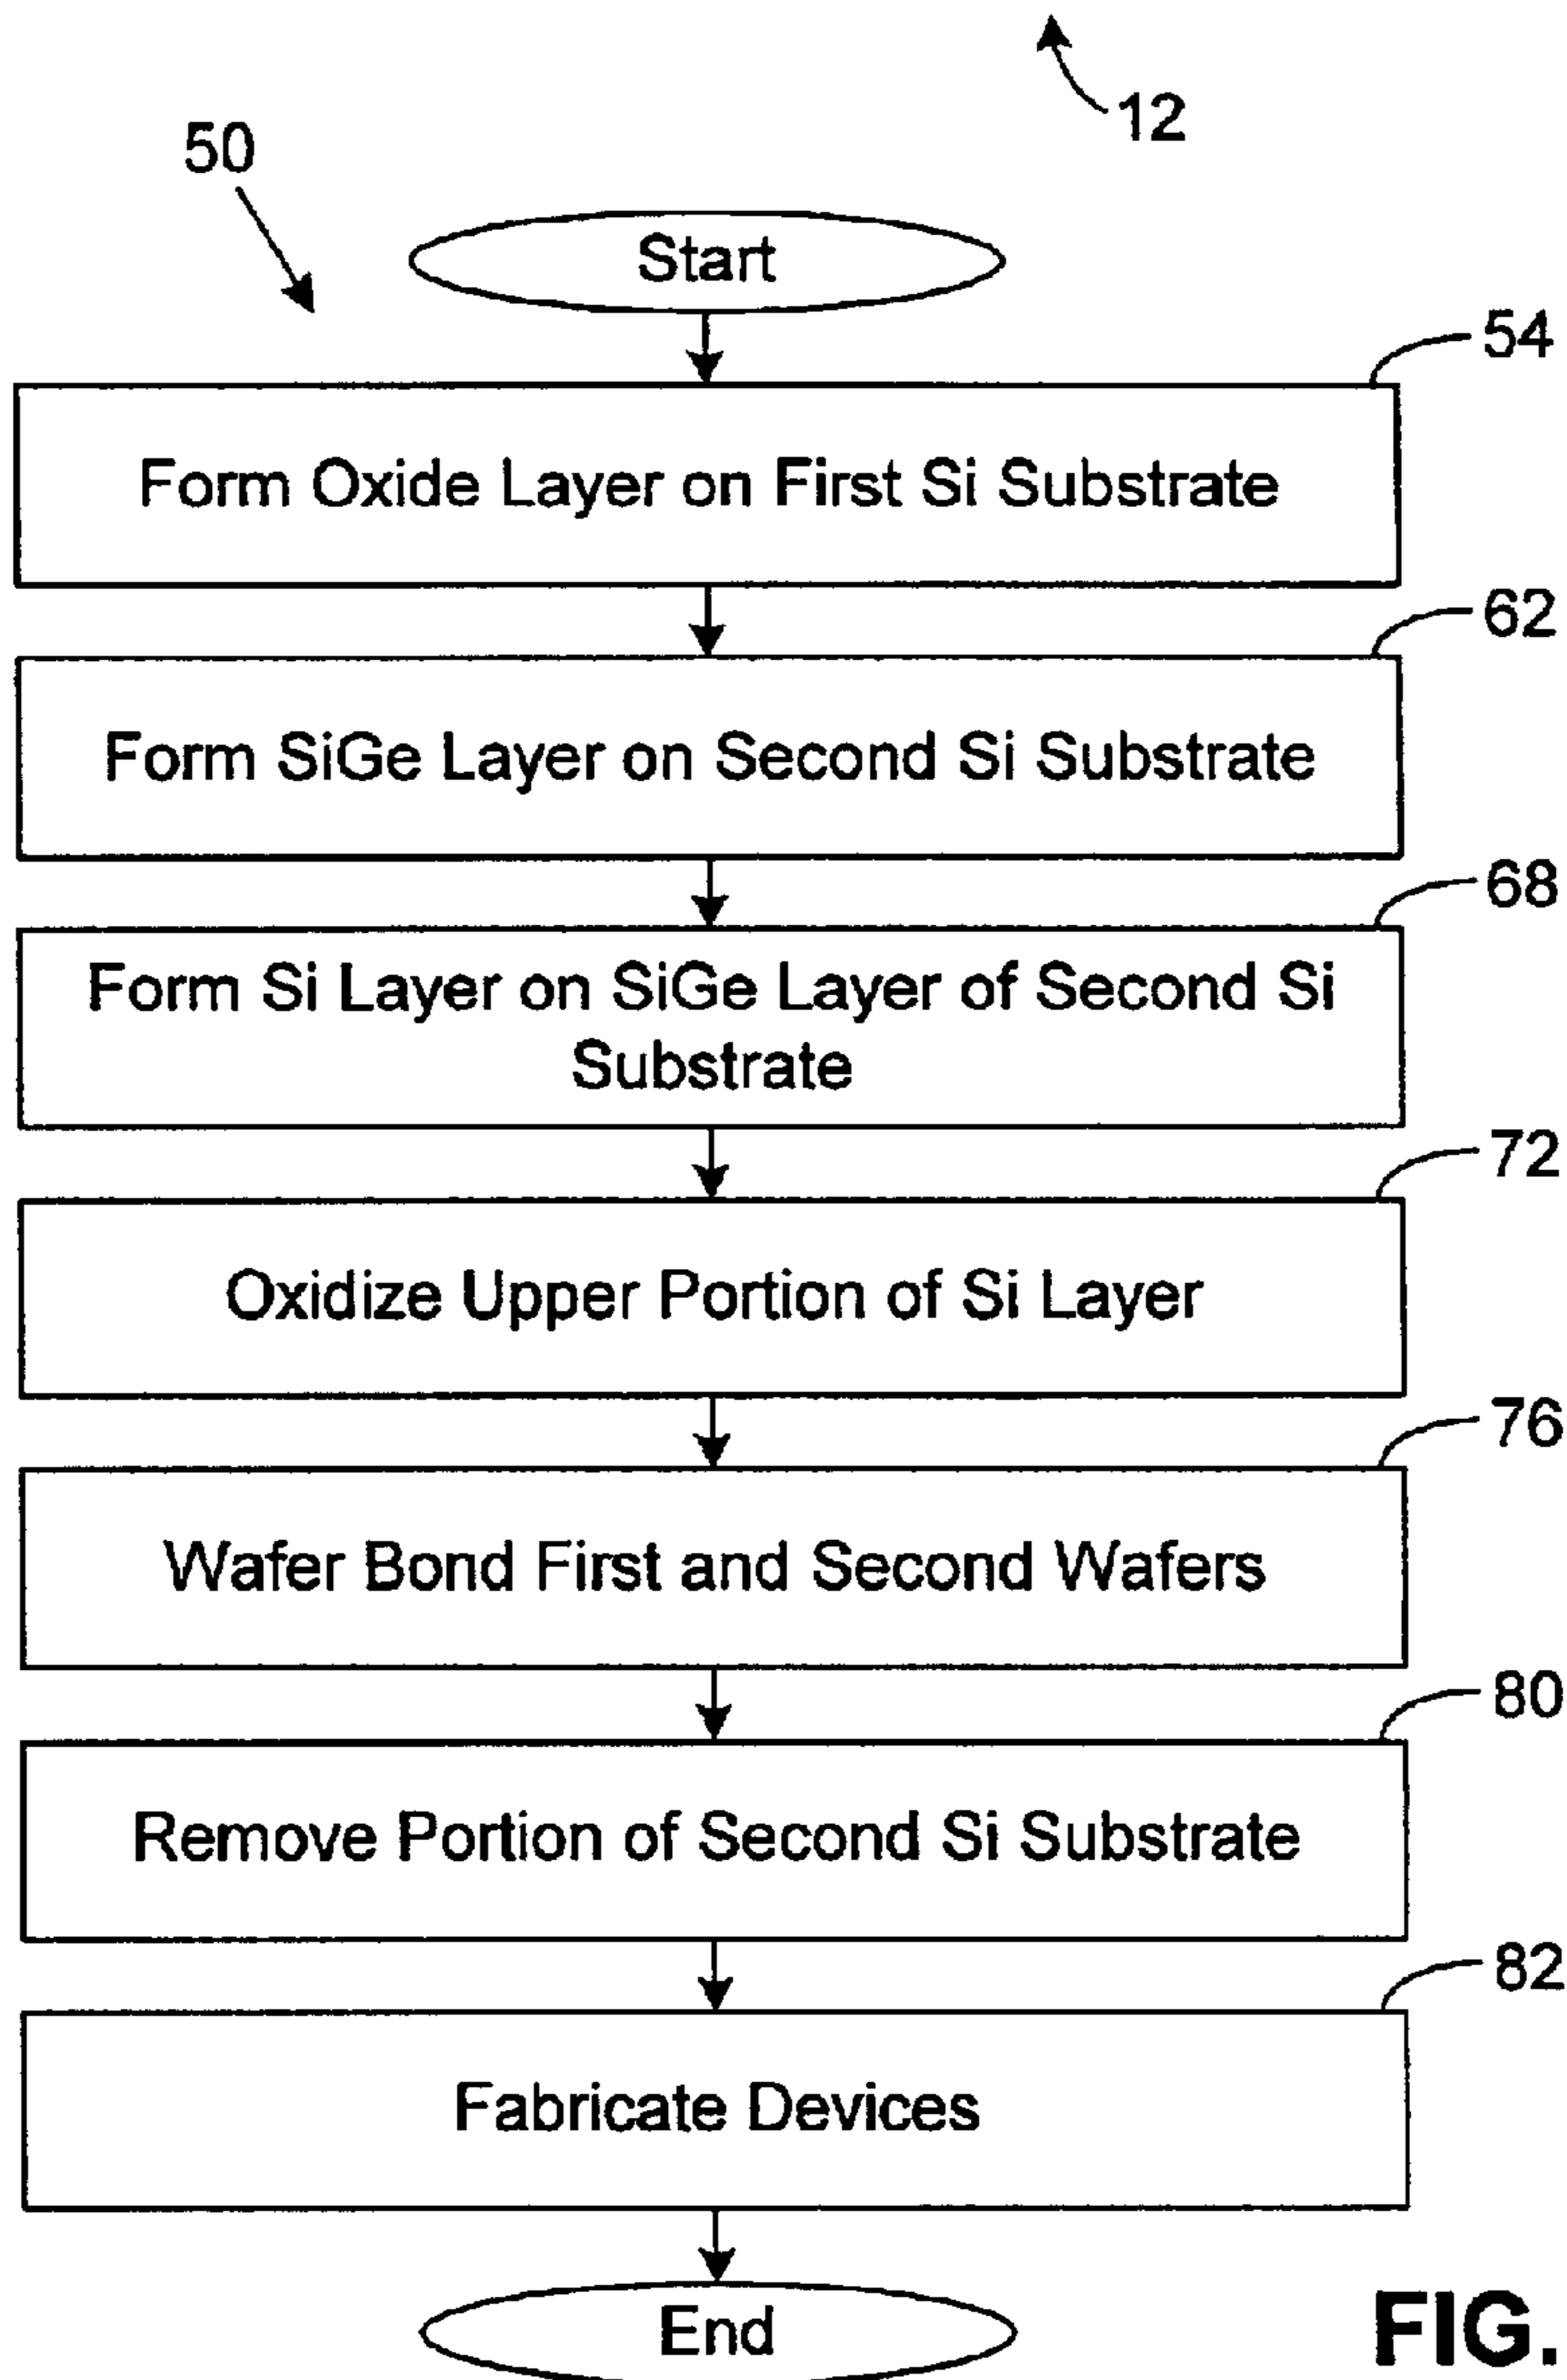 12
50
Start
54
Form Oxide Layer on First Si Substrate
62
Form SiGe Layer on Second Si Substrate
68
Form Si Layer on SiGe Layer of Second Si
Substrate
72
Oxidize Upper Portion of Si Layer
76
Wafer Bond First and Second Wafers
80
Remove Portion of Second Si Substrate
82
Fabricate Devices
End
FIG.